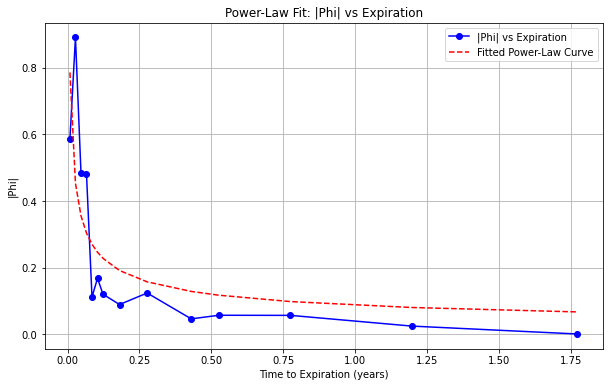 Power-Law Fit: |Phi| vs Expiration
|Phi| vs Expiration
Fitted Power-Law Curve
|Phi|
0.8
0.6
0.4
0.2
0.0
0.00 0.25 0.50 0.75 1.00 1.25 1.50 1.75
Time to Expiration (years)